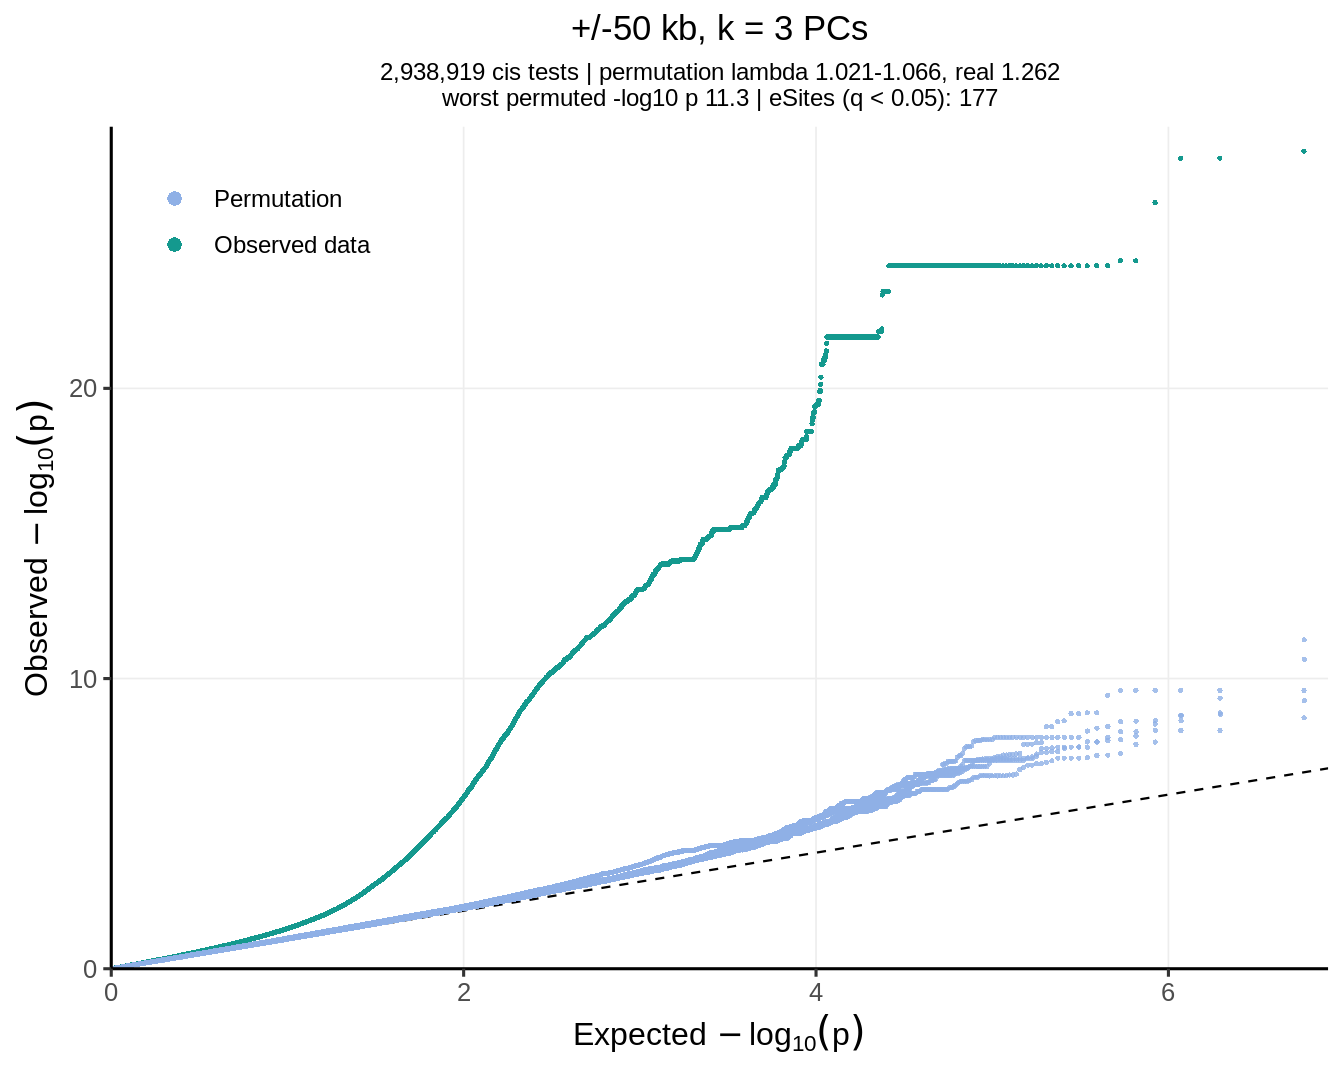 +/-50 kb, k = 3 PCs
2,938,919 cis tests | permutation lambda 1.021-1.066, real 1.262
worst permuted -log10 p 11.3 | eSites (q < 0.05): 177
Permutation
Observed data
20
10
0
0 2 4 6
Observed −log10(p)
Expected −log10(p)